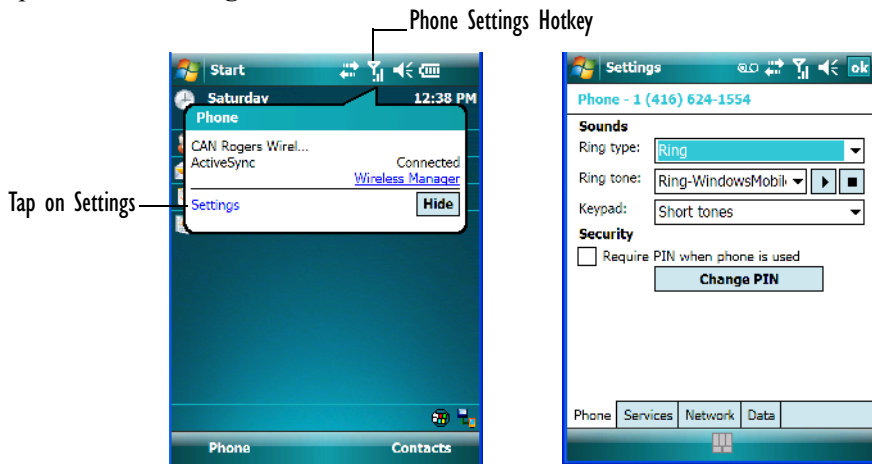 Phone Settings Hotkey
Start
Saturday
12:38 PM
Phone
CAN Rogers Wirel...
ActiveSync Connected
Wireless Manager
Tap on Settings
Settings
Hide
Phone Contacts
Settings
ok
Phone - 1 (416) 624-1554
Sounds
Ring type: Ring
Ring tone: Ring-WindowsMobil
Keypad: Short tones
Security
Require PIN when phone is used
Change PIN
Phone Services Network Data